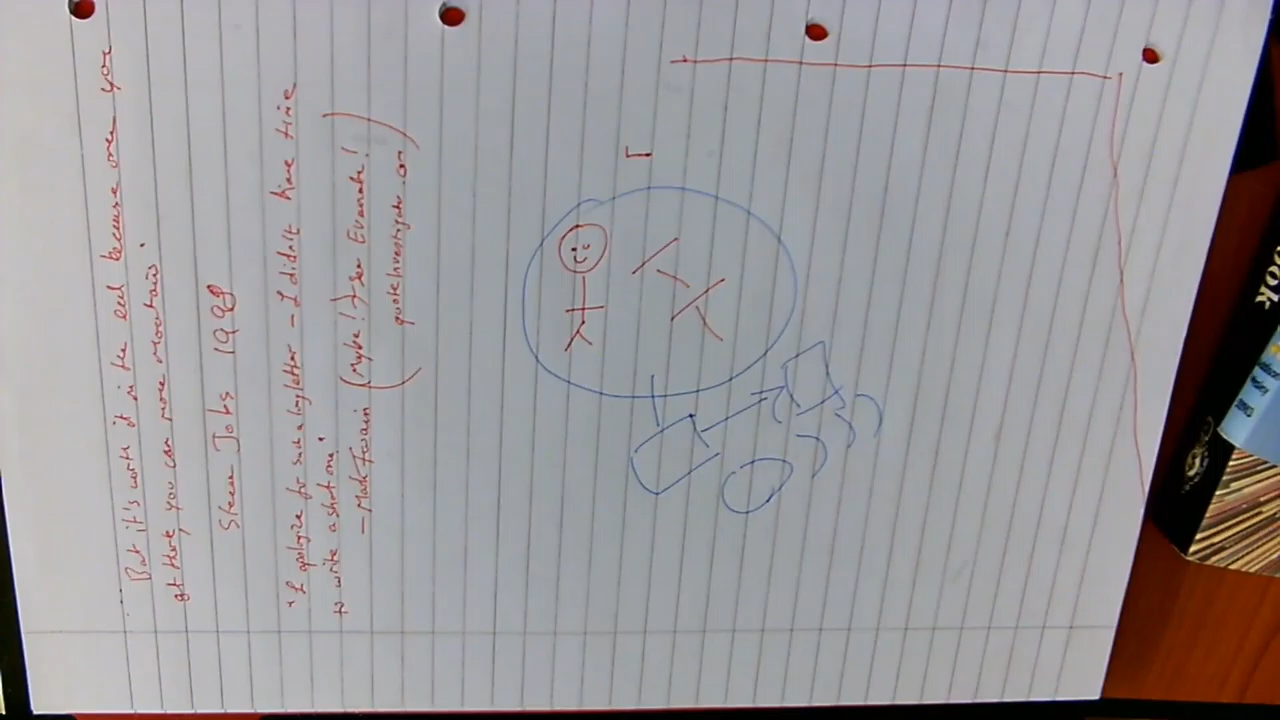 But it's worth it in the end because once you
get there, you can move mountains.
Steve Jobs 1998
"I apologize for such a long letter - I didn't have time
to write a short one"
- Mark Twain (Maybe! ) see
quoteInvestigator.com )
OOK